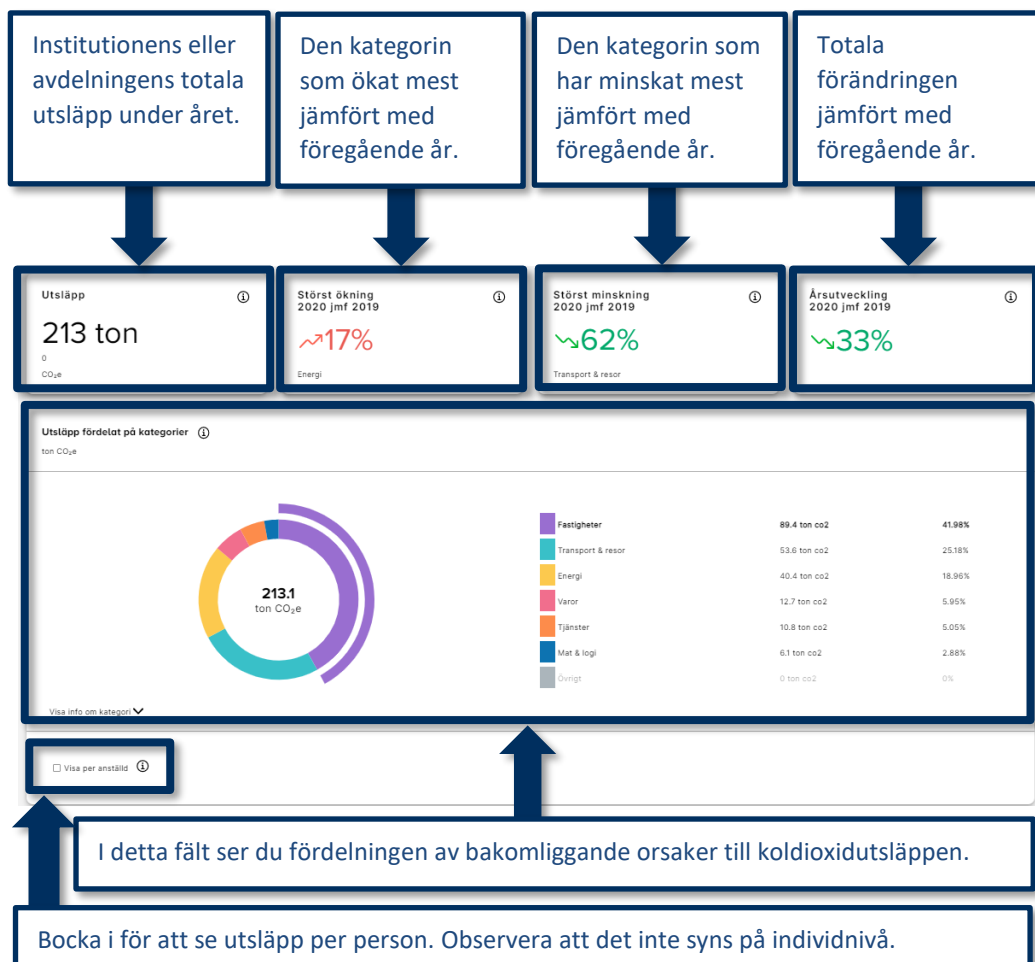 Institutionens eller
avdelningens totala
utsläpp under året.
Den kategorin
som ökat mest
jämfört med
föregående år.
Den kategorin som
har minskat mest
jämfört med
föregående år.
Totala
förändringen
jämfört med
föregående år.
Utsläpp
213 ton
0
CO₂e
Störst ökning
2020 jmf 2019
17%
Energi
Störst minskning
2020 jmf 2019
62%
Transport & resor
Årsutveckling
2020 jmf 2019
33%
Utsläpp fördelat på kategorier
ton CO₂e
213.1
ton CO₂e
Fastigheter 89.4 ton co2 41.98%
Transport & resor 53.6 ton co2 25.18%
Energi 40.4 ton co2 18.96%
Varor 12.7 ton co2 5.95%
Tjänster 10.8 ton co2 5.05%
Mat & logi 6.1 ton co2 2.88%
Övrigt 0 ton co2 0%
Visa info om kategori
Visa per anställd
I detta fält ser du fördelningen av bakomliggande orsaker till koldioxidutsläppen.
Bocka i för att se utsläpp per person. Observera att det inte syns på individnivå.